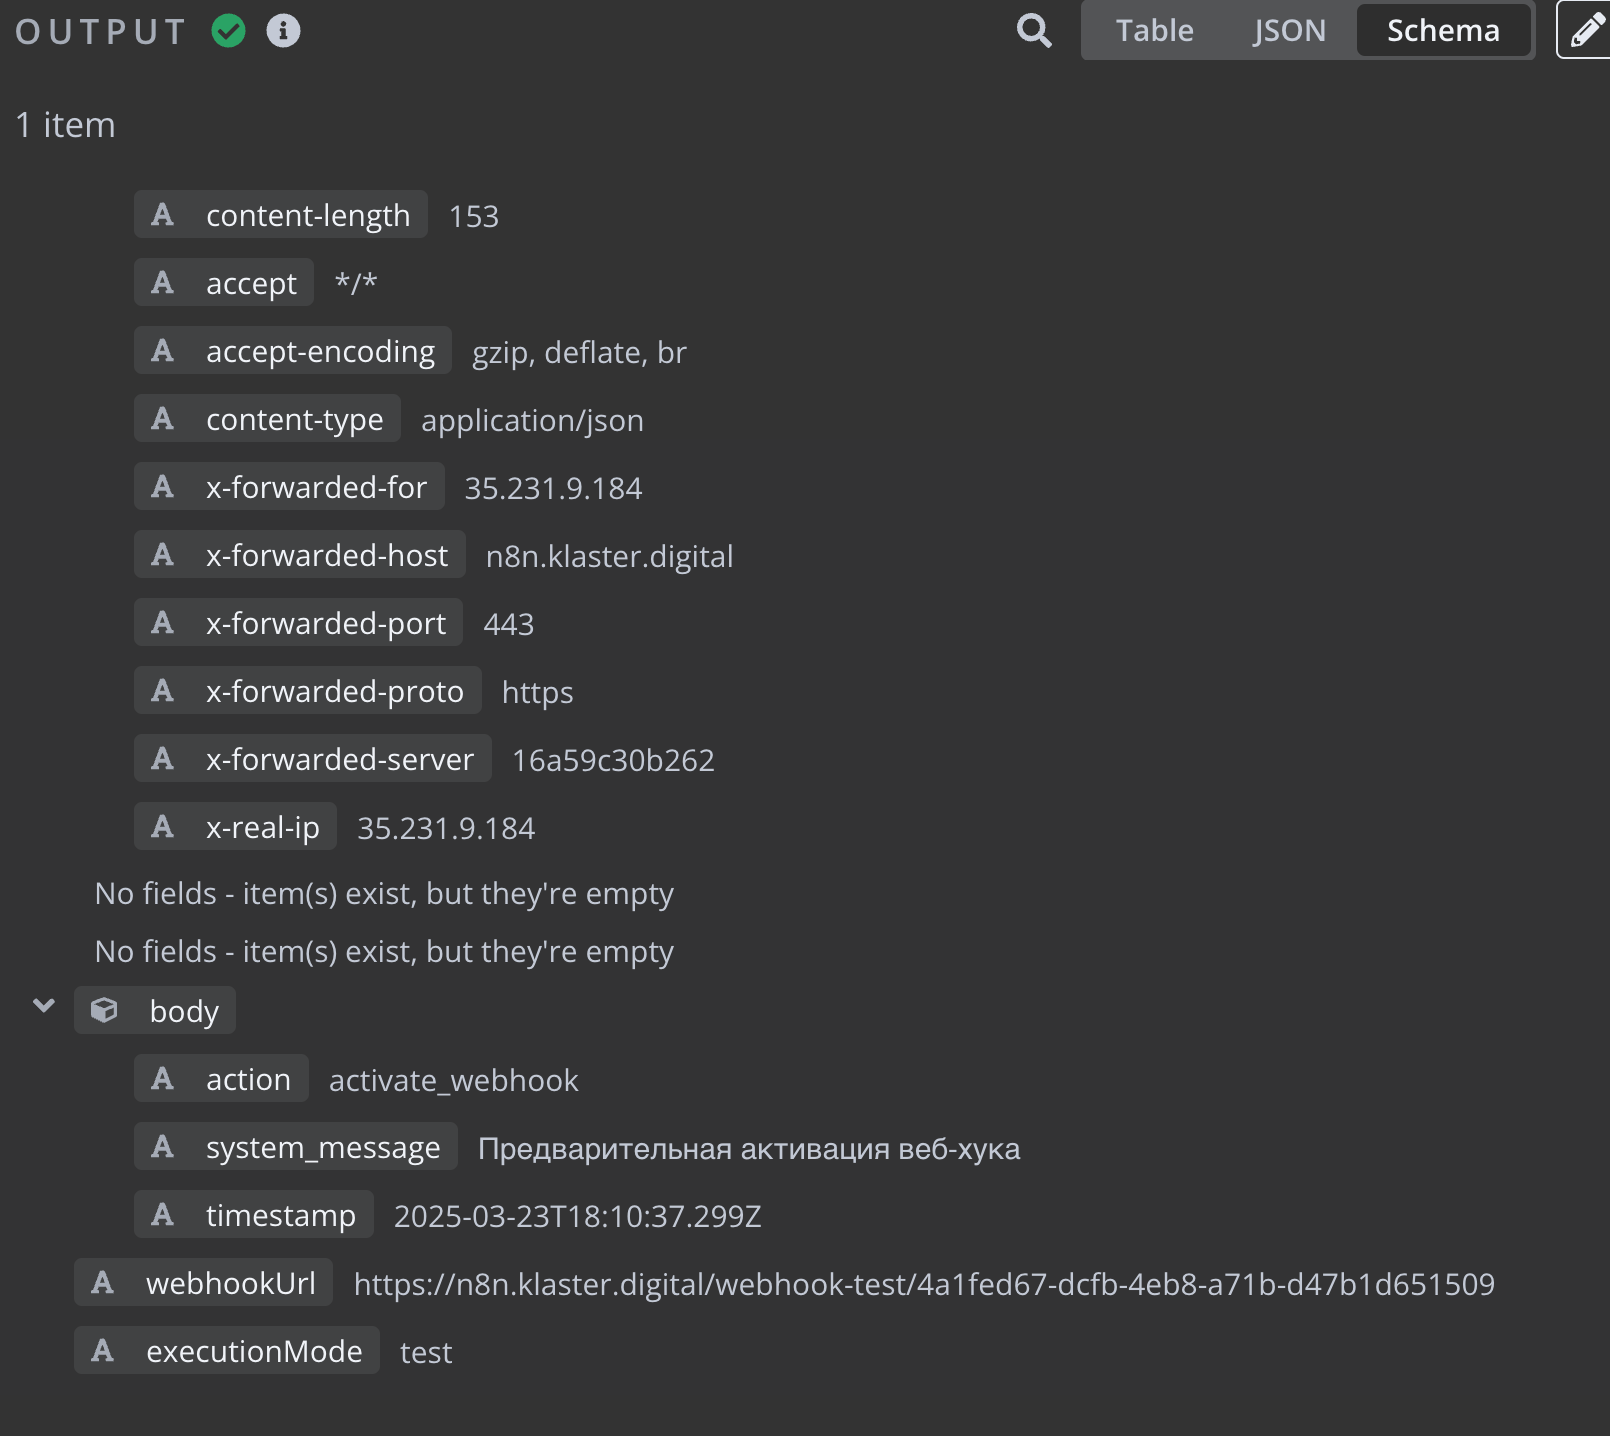 OUTPUT Table JSON Schema
1 item
A content-length 153
A accept */*
A accept-encoding gzip, deflate, br
A content-type application/json
A x-forwarded-for 35.231.9.184
A x-forwarded-host n8n.klaster.digital
A x-forwarded-port 443
A x-forwarded-proto https
A x-forwarded-server 16a59c30b262
A x-real-ip 35.231.9.184
No fields - item(s) exist, but they're empty
No fields - item(s) exist, but they're empty
body
A action activate_webhook
A system_message Предварительная активация веб-хука
A timestamp 2025-03-23T18:10:37.299Z
A webhookUrl https://n8n.klaster.digital/webhook-test/4a1fed67-dcfb-4eb8-a71b-d47b1d651509
A executionMode test